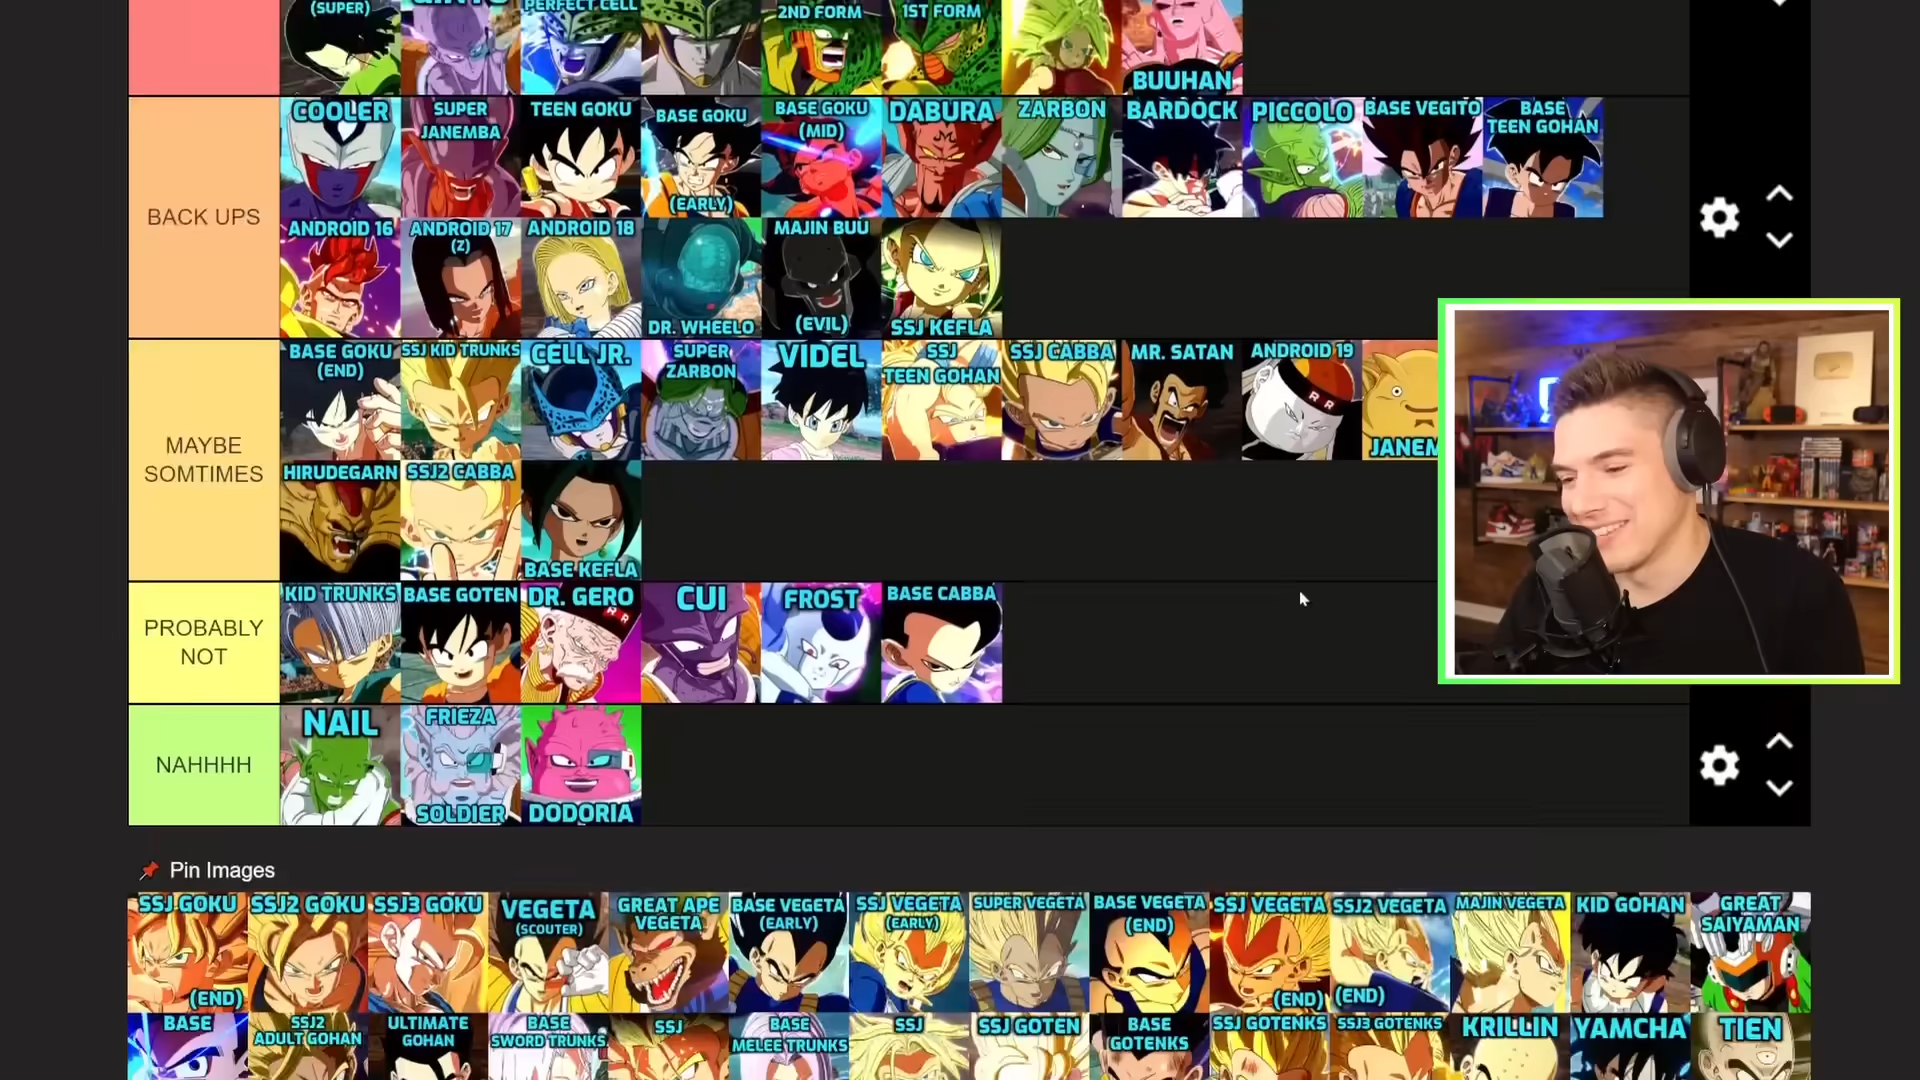 (SUPER)
PERFECT CELL
2ND FORM
1ST FORM
BUUHAN
BACK UPS
COOLER
SUPER
JANEMBA
TEEN GOKU
BASE GOKU
(EARLY)
BASE GOKU
(MID)
DABURA
ZARBON
BARDOCK
PICCOLO
BASE VEGITO
BASE
TEEN GOHAN
ANDROID 16
ANDROID 17
(Z)
ANDROID 18
DR. WHEELO
MAJIN BUU
(EVIL)
SSJ KEFLA
MAYBE
SOMTIMES
BASE GOKU
(END)
SSJ KID TRUNKS
CELL JR.
SUPER
ZARBON
VIDEL
SSJ
TEEN GOHAN
SSJ CABBA
MR. SATAN
ANDROID 19
R R
JANEM
HIRUDEGARN
SSJ2 CABBA
BASE KEFLA
PROBABLY
NOT
KID TRUNKS
BASE GOTEN
DR. GERO
R R
CUI
FROST
BASE CABBA
NAHHHH
NAIL
FRIEZA
SOLDIER
DODORIA
Pin Images
SSJ GOKU
(END)
SSJ2 GOKU
SSJ3 GOKU
VEGETA
(SCOUTER)
GREAT APE
VEGETA
BASE VEGETA
(EARLY)
SSJ VEGETA
(EARLY)
SUPER VEGETA
BASE VEGETA
(END)
SSJ VEGETA
(END)
SSJ2 VEGETA
(END)
MAJIN VEGETA
KID GOHAN
GREAT
SAIYAMAN
BASE
SSJ2
ADULT GOHAN
ULTIMATE
GOHAN
BASE
SWORD TRUNKS
SSJ
BASE
MELEE TRUNKS
SSJ
SSJ GOTEN
BASE
GOTENKS
SSJ GOTENKS
SSJ3 GOTENKS
KRILLIN
YAMCHA
TIEN